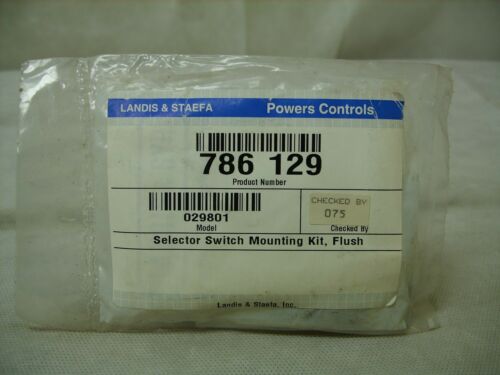 LANDIS & STAEFA Powers Controls
786 129
Product Number
029801
Model
CHECKED BY
075
Checked By
Selector Switch Mounting Kit, Flush
Landis & Staefa, Inc.